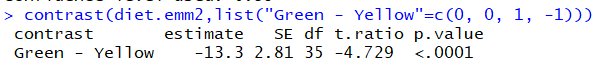 > contrast(diet.emm2,list("Green - Yellow"=c(0, 0, 1, -1)))
contrast estimate SE df t.ratio p.value
Green - Yellow -13.3 2.81 35 -4.729 <.0001